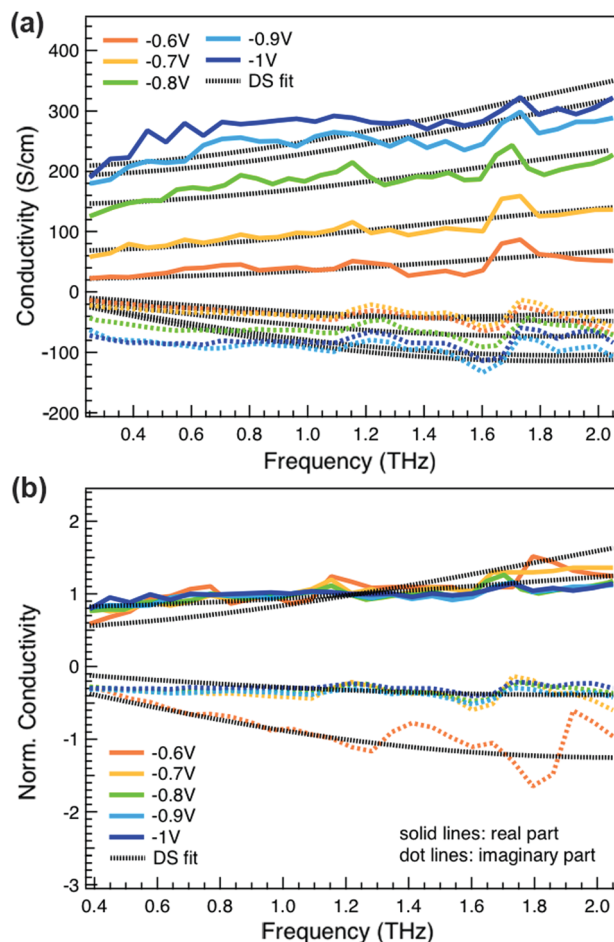 (a)
-0.6V
-0.9V
-0.7V
-1V
-0.8V
DS fit
400
300
200
100
0
-100
-200
Conductivity (S/cm)
0.4
0.6
0.8
1.0
1.2
1.4
1.6
1.8
2.0
Frequency (THz)
(b)
2
1
0
-1
-2
-3
Norm. Conductivity
-0.6V
-0.7V
-0.8V
-0.9V
-1V
DS fit
solid lines: real part
dot lines: imaginary part
0.4
0.6
0.8
1.0
1.2
1.4
1.6
1.8
2.0
Frequency (THz)